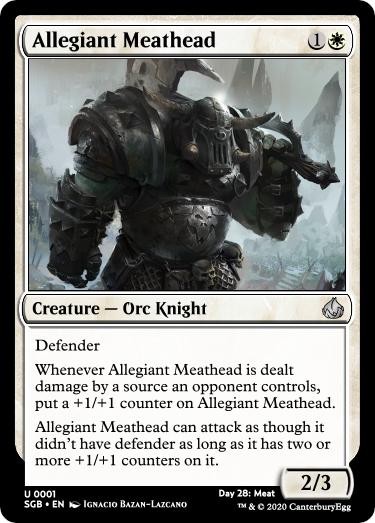 Allegiant Meathead 1
Creature — Orc Knight
Defender
Whenever Allegiant Meathead is dealt
damage by a source an opponent controls,
put a +1/+1 counter on Allegiant Meathead.
Allegiant Meathead can attack as though it
didn't have defender as long as it has two or
more +1/+1 counters on it.
2/3
U 0001 Day 28: Meat
SGB • EN Ignacio Bazan-Lazcano ™ & © 2020 CanterburyEgg